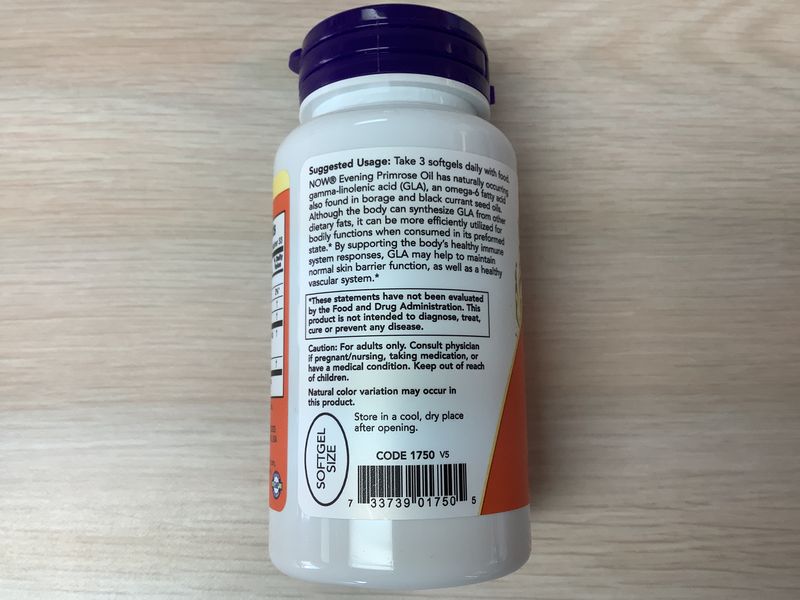 Suggested Usage: Take 3 softgels daily with food.
NOW® Evening Primrose Oil has naturally occurring
gamma-linolenic acid (GLA), an omega-6 fatty acid
also found in borage and black currant seed oils.
Although the body can synthesize GLA from other
dietary fats, it can be more efficiently utilized for
bodily functions when consumed in its preformed
state.* By supporting the body's healthy immune
system responses, GLA may help to maintain
normal skin barrier function, as well as a healthy
vascular system.*
*These statements have not been evaluated
by the Food and Drug Administration. This
product is not intended to diagnose, treat,
cure or prevent any disease.
Caution: For adults only. Consult physician
if pregnant/nursing, taking medication, or
have a medical condition. Keep out of reach
of children.
Natural color variation may occur in
this product.
Store in a cool, dry place
after opening.
SOFTGEL
SIZE
CODE 1750 V5
7 33739 01750 5